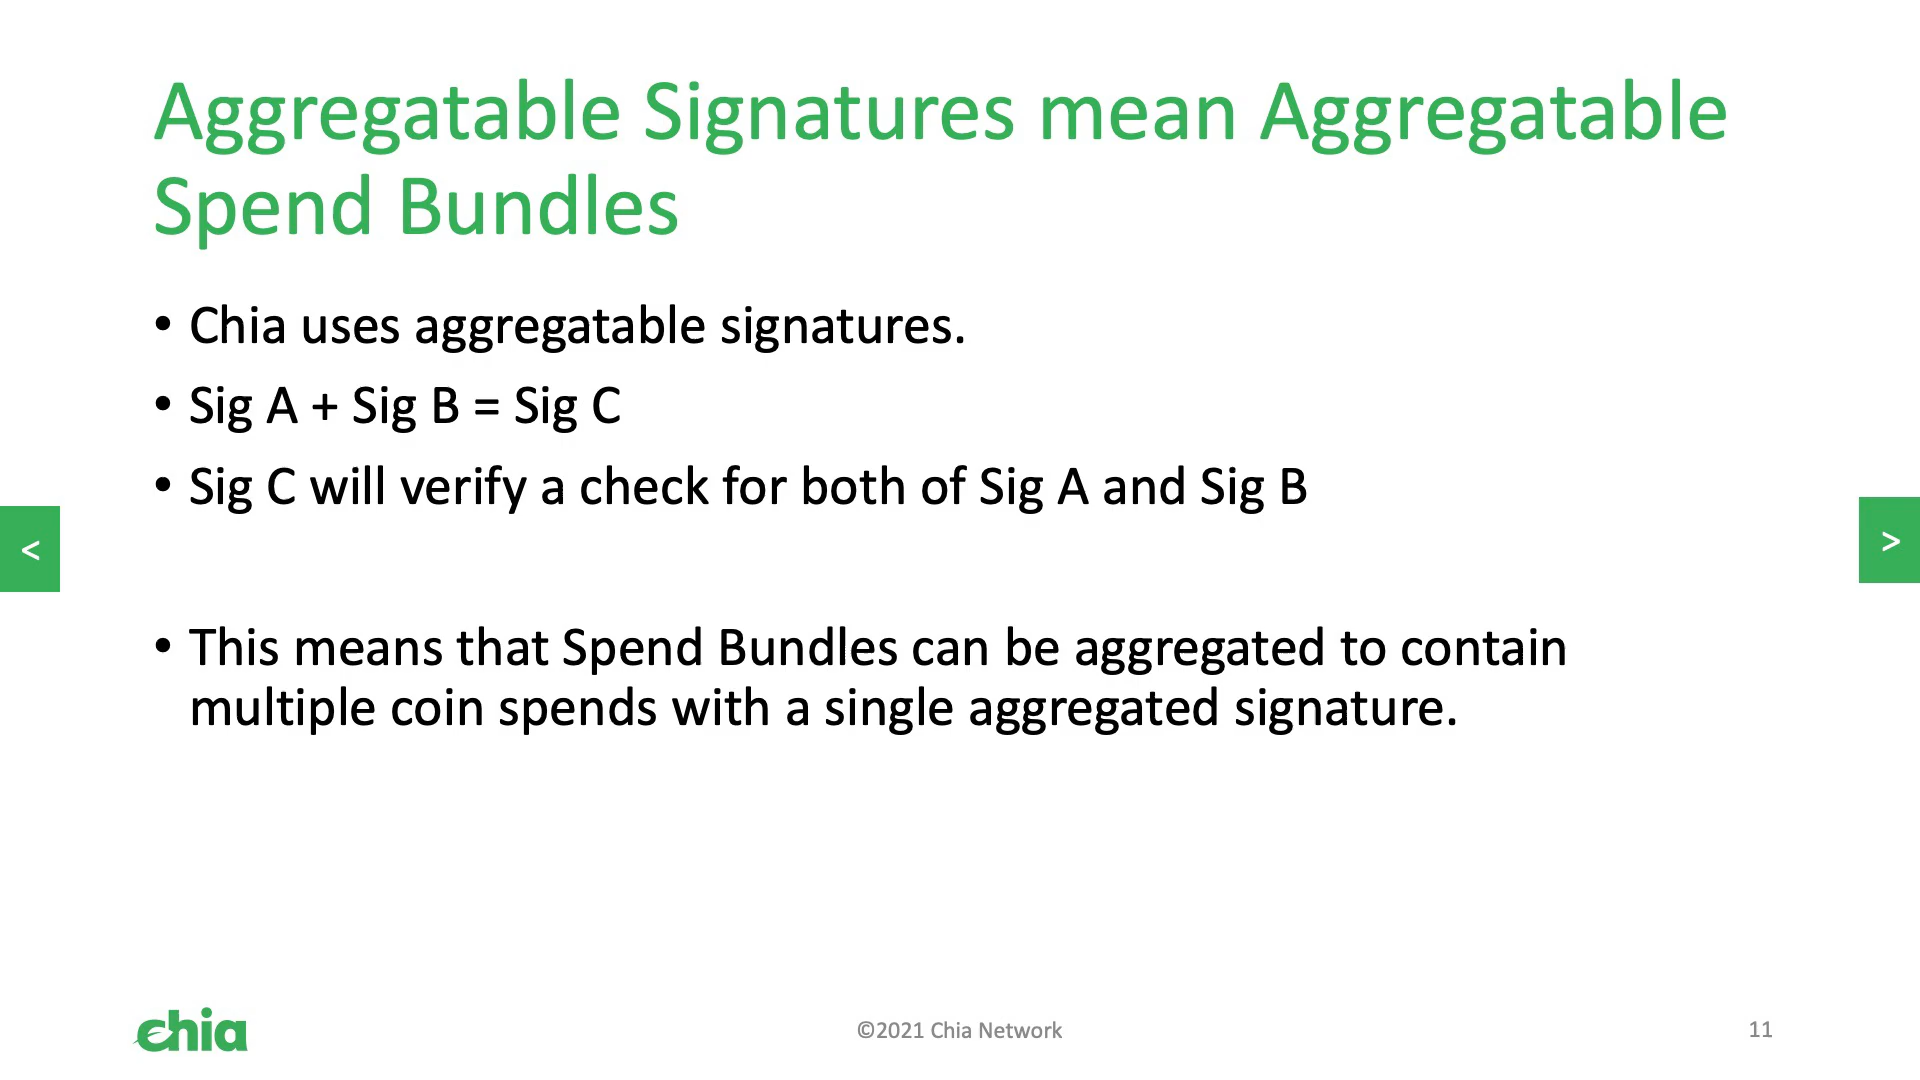 Aggregatable Signatures mean Aggregatable
Spend Bundles
• Chia uses aggregatable signatures.
• Sig A + Sig B = Sig C
• Sig C will verify a check for both of Sig A and Sig B
<
>
• This means that Spend Bundles can be aggregated to contain
multiple coin spends with a single aggregated signature.
chia
©2021 Chia Network
11